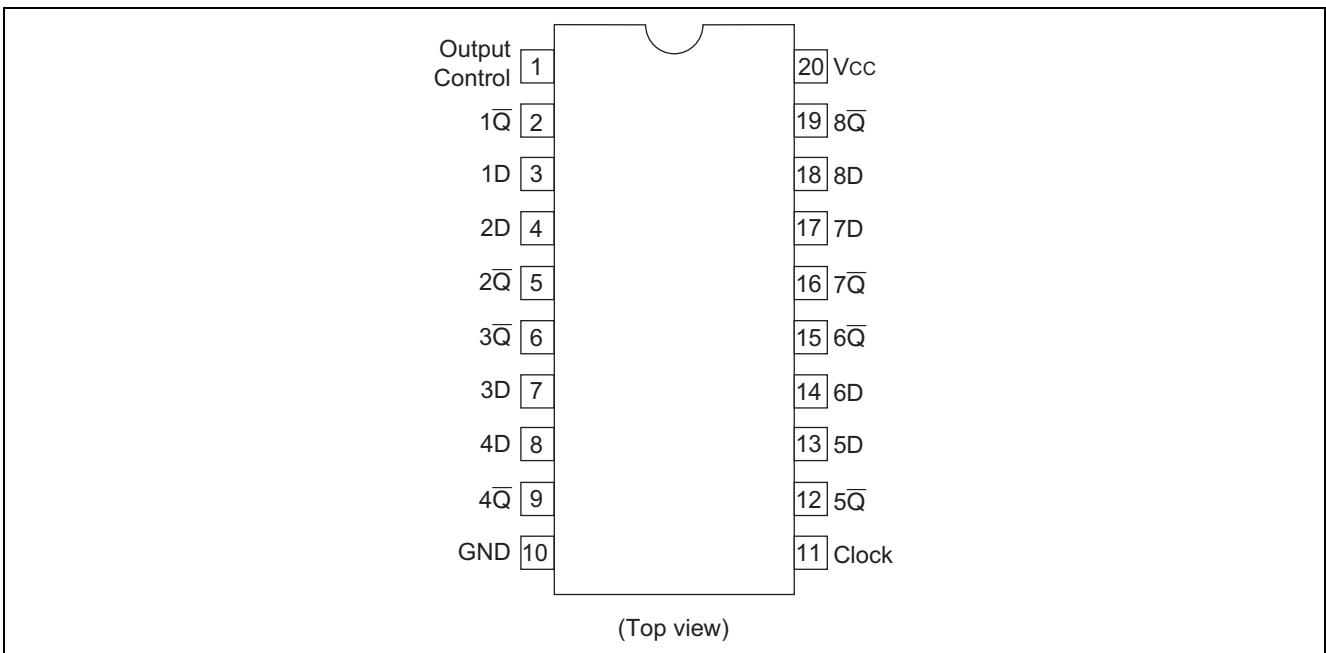 Output
Control 1
20 Vcc
1Q̅ 2
19 8Q̅
1D 3
18 8D
2D 4
17 7D
2Q̅ 5
16 7Q̅
3Q̅ 6
15 6Q̅
3D 7
14 6D
4D 8
13 5D
4Q̅ 9
12 5Q̅
GND 10
11 Clock
(Top view)